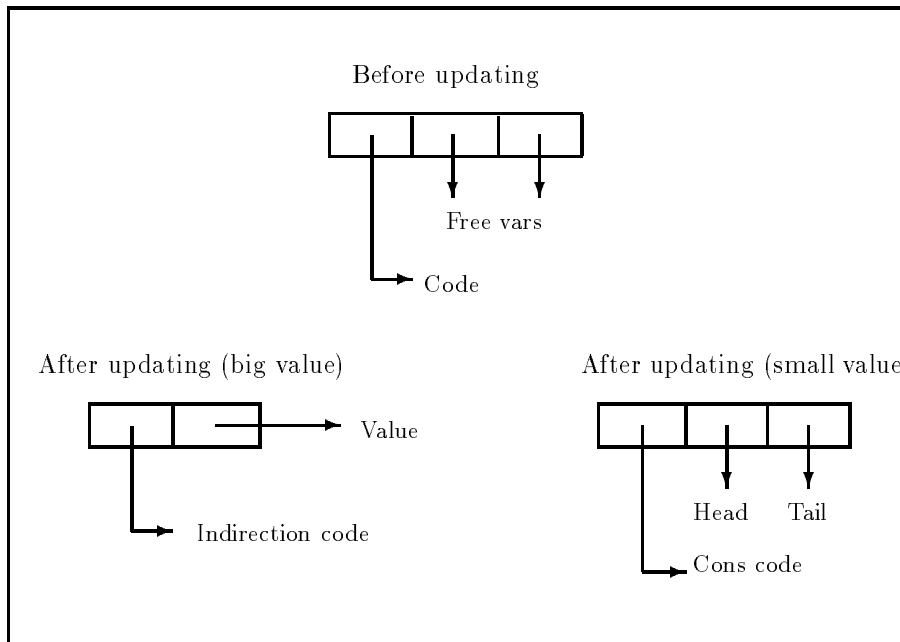 Before updating
Free vars
Code
After updating (big value)
After updating (small value
Value
Head
Tail
Indirection code
Cons code